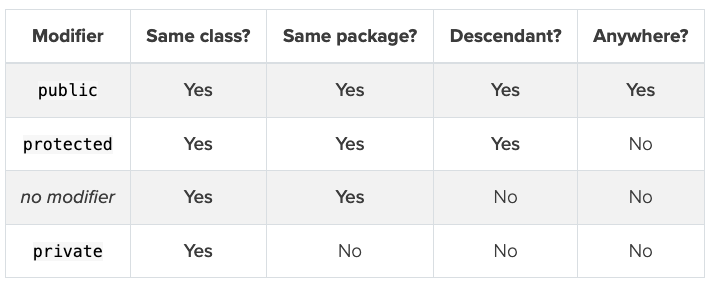 Modifier Same class? Same package? Descendant? Anywhere?
public Yes Yes Yes Yes
protected Yes Yes Yes No
no modifier Yes Yes No No
private Yes No No No